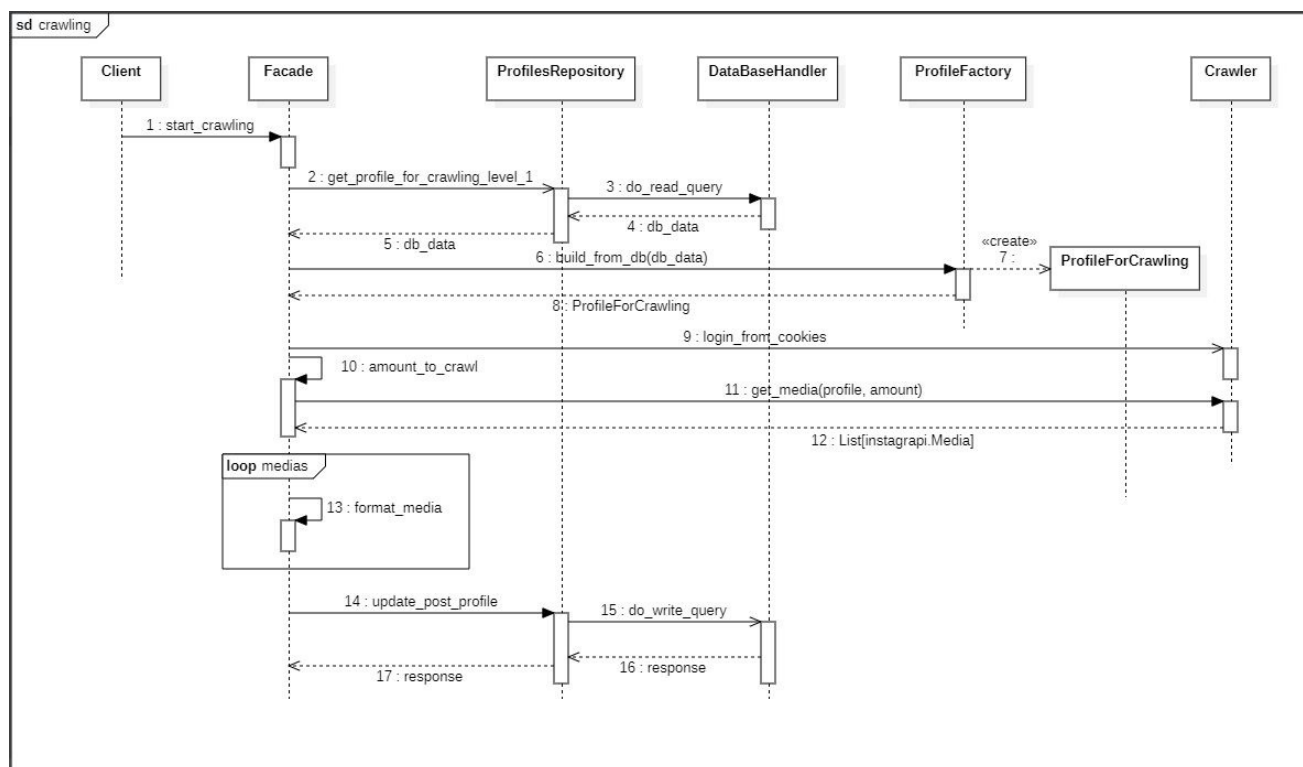 sd crawling
Client
Facade
ProfilesRepository
DataBaseHandler
ProfileFactory
Crawler
1 : start_crawling
2 : get_profile_for_crawling_level_1
3 : do_read_query
4 : db_data
5 : db_data
6 : build_from_db(db_data)
«create»
7 :
ProfileForCrawling
8 : ProfileForCrawling
9 : login_from_cookies
10 : amount_to_crawl
11 : get_media(profile, amount)
12 : List[instagrapi.Media]
loop medias
13 : format_media
14 : update_post_profile
15 : do_write_query
16 : response
17 : response